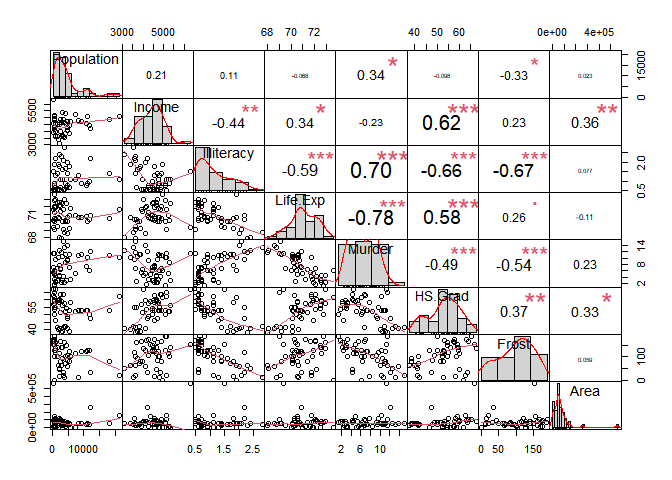 3000 5000 68 70 72 40 50 60 0e+00 4e+05
Population 0.21 0.11 -0.068 0.34 * -0.098 -0.33 * 0.023 0 15000
3000 5500 Income -0.44 ** 0.34 * -0.23 0.62 *** 0.23 0.36 **
Illiteracy -0.59 *** 0.70 *** -0.66 *** -0.67 *** 0.077 0.5 2.0
68 71 Life.Exp -0.78 *** 0.58 *** 0.26 . -0.11
Murder -0.49 *** -0.54 *** 0.23 2 8 14
40 55 HS.Grad 0.37 ** 0.33 *
Frost 0.059 0 100
0e+00 5e+05 Area
0 10000 0.5 1.5 2.5 2 6 10 0 50 150